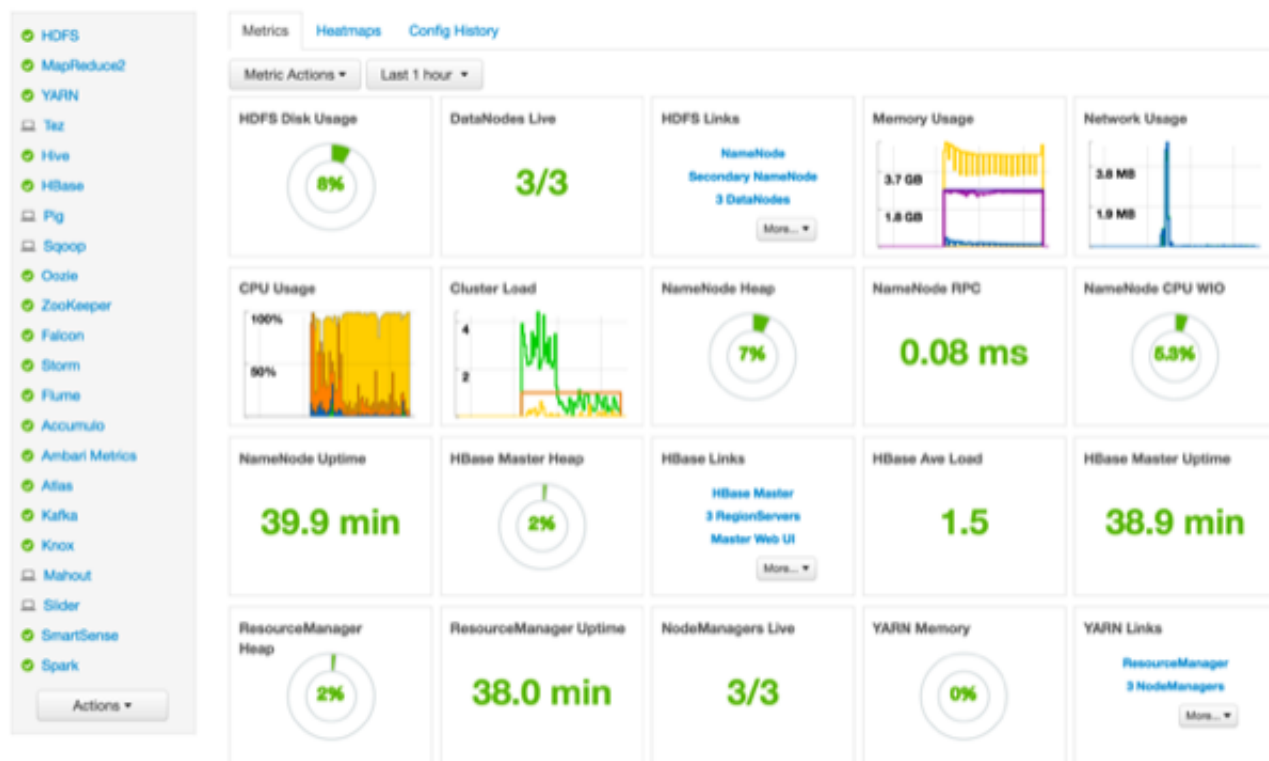 HDFS
MapReduce2
YARN
Tez
Hive
HBase
Pig
Sqoop
Oozie
ZooKeeper
Falcon
Storm
Flume
Accumulo
Ambari Metrics
Atlas
Kafka
Knox
Mahout
Slider
SmartSense
Spark
Actions
Metrics
Heatmaps
Config History
Metric Actions
Last 1 hour
HDFS Disk Usage
8%
DataNodes Live
3/3
HDFS Links
NameNode
Secondary NameNode
3 DataNodes
More...
Memory Usage
3.7 GB
1.8 GB
Network Usage
3.8 MB
1.9 MB
CPU Usage
100%
50%
Cluster Load
4
2
NameNode Heap
7%
NameNode RPC
0.08 ms
NameNode CPU WIO
5.3%
NameNode Uptime
39.9 min
HBase Master Heap
2%
HBase Links
HBase Master
3 RegionServers
Master Web UI
More...
HBase Ave Load
1.5
HBase Master Uptime
38.9 min
ResourceManager
Heap
2%
ResourceManager Uptime
38.0 min
NodeManagers Live
3/3
YARN Memory
0%
YARN Links
ResourceManager
3 NodeManagers
More...